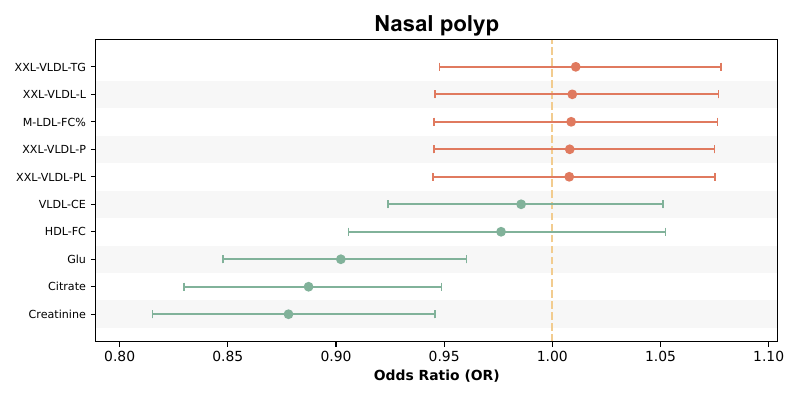 Nasal polyp
XXL-VLDL-TG
XXL-VLDL-L
M-LDL-FC%
XXL-VLDL-P
XXL-VLDL-PL
VLDL-CE
HDL-FC
Glu
Citrate
Creatinine
0.80 0.85 0.90 0.95 1.00 1.05 1.10
Odds Ratio (OR)